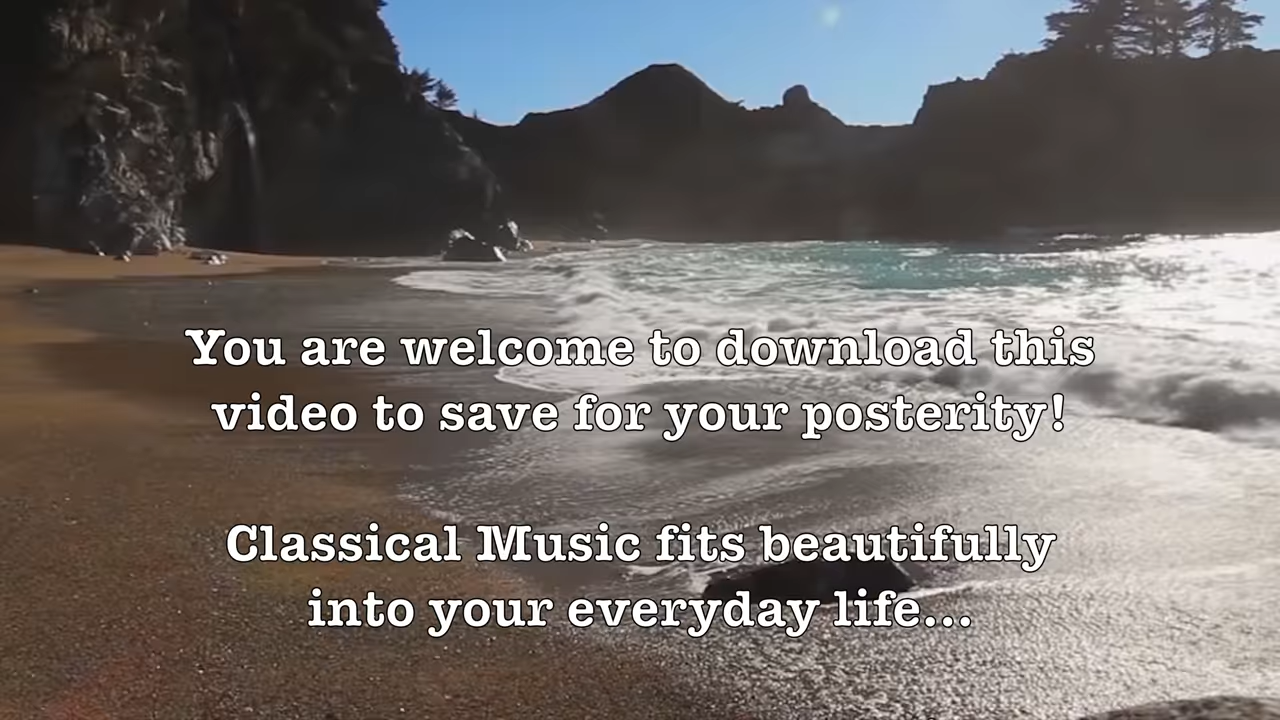 You are welcome to download this
video to save for your posterity!
Classical Music fits beautifully
into your everyday life...